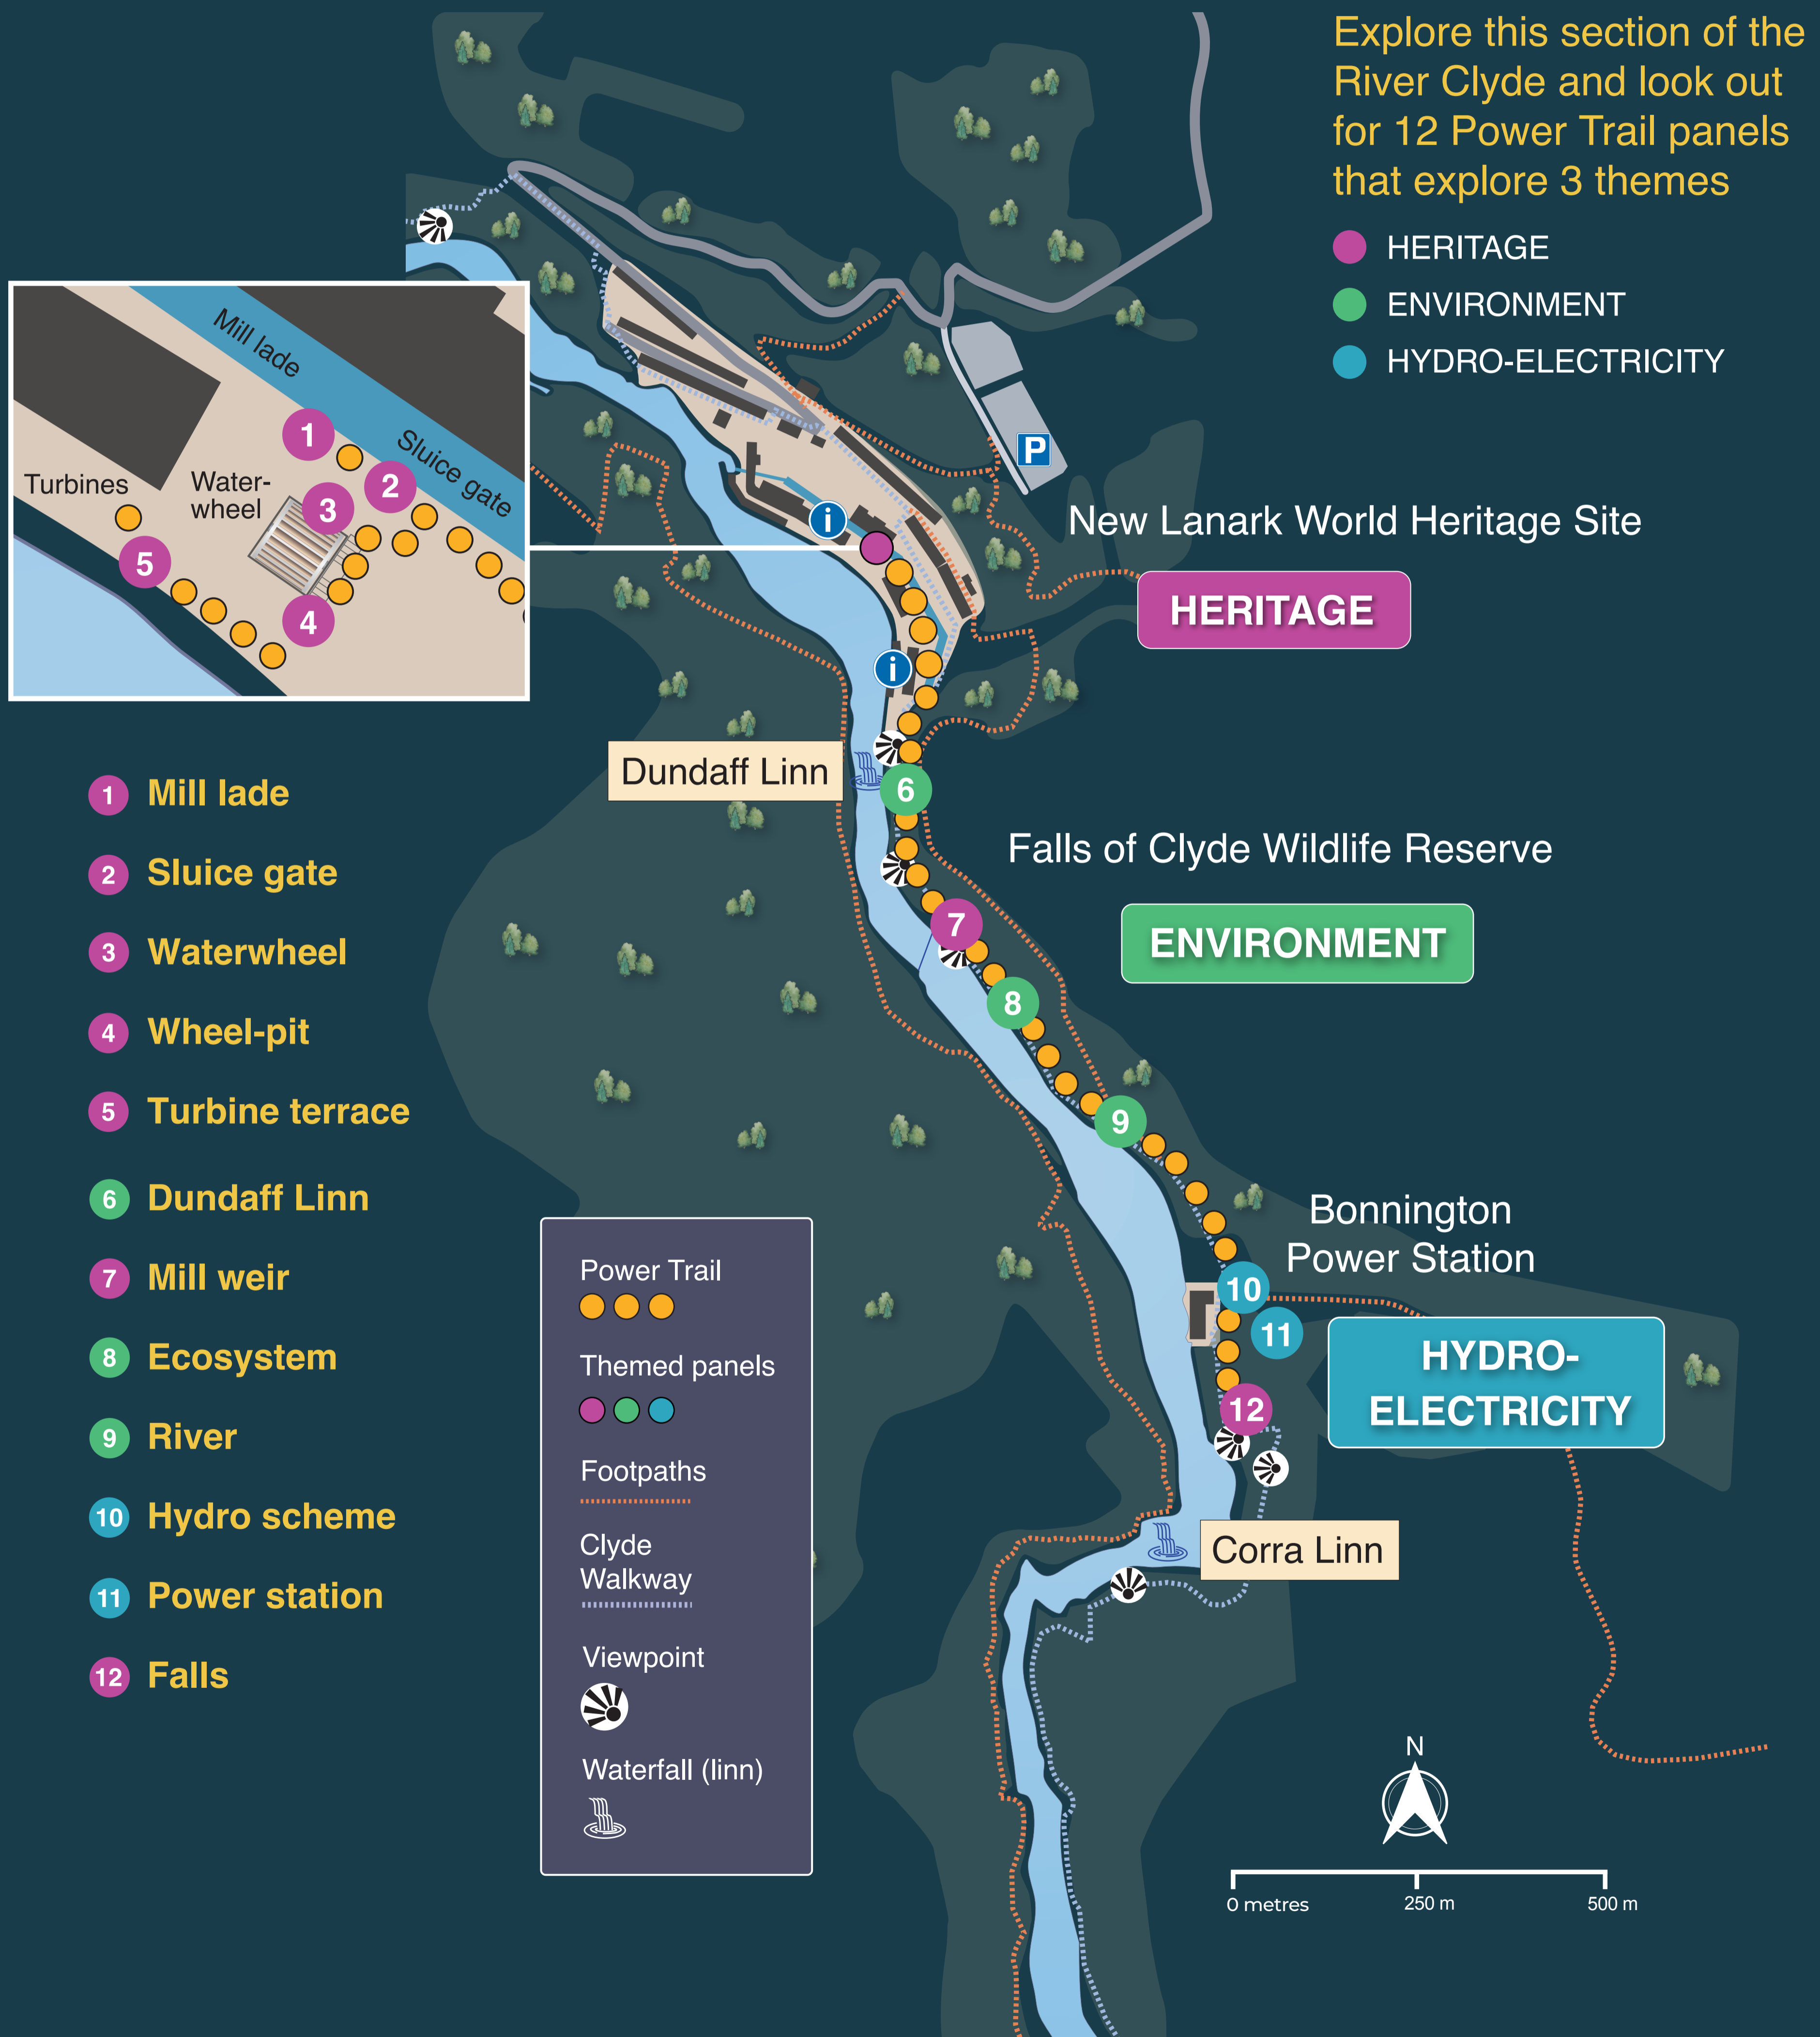 Explore this section of the
River Clyde and look out
for 12 Power Trail panels
that explore 3 themes
HERITAGE
ENVIRONMENT
HYDRO-ELECTRICITY
Mill lade
Sluice gate
1
2
3
4
5
Turbines
Water-
wheel
P
i
i
New Lanark World Heritage Site
HERITAGE
Dundaff Linn
6
Falls of Clyde Wildlife Reserve
7
ENVIRONMENT
8
9
Bonnington
Power Station
10
11
HYDRO-
ELECTRICITY
12
Corra Linn
1 Mill lade
2 Sluice gate
3 Waterwheel
4 Wheel-pit
5 Turbine terrace
6 Dundaff Linn
7 Mill weir
8 Ecosystem
9 River
10 Hydro scheme
11 Power station
12 Falls
Power Trail
Themed panels
Footpaths
Clyde
Walkway
Viewpoint
Waterfall (linn)
N
0 metres 250 m 500 m